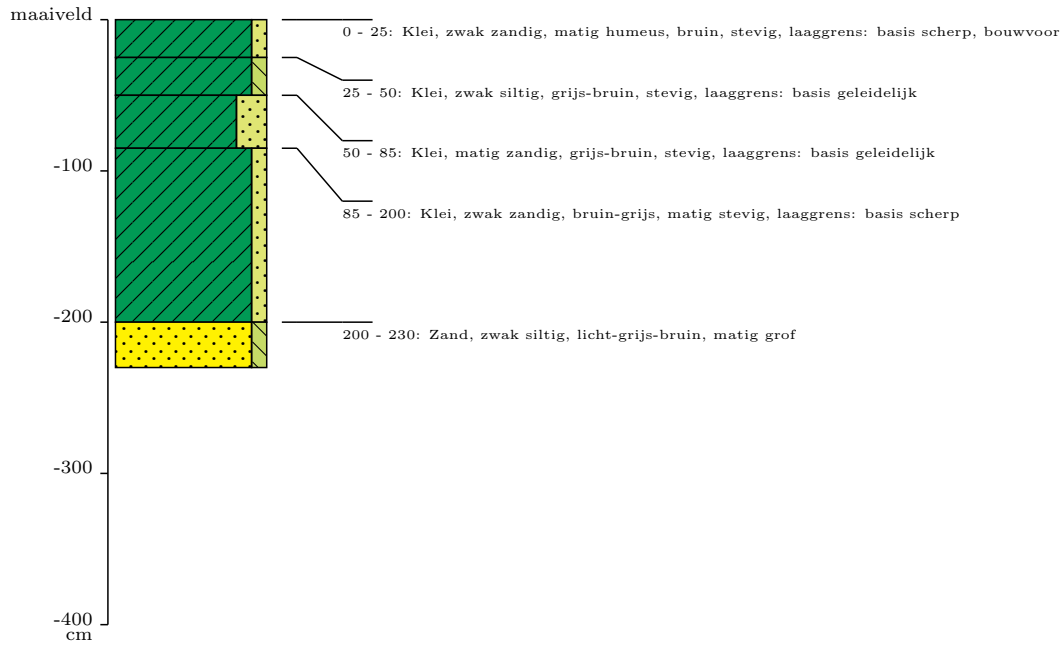 maaiveld
0 - 25: Klei, zwak zandig, matig humeus, bruin, stevig, laaggrens: basis scherp, bouwvoor
25 - 50: Klei, zwak siltig, grijs-bruin, stevig, laaggrens: basis geleidelijk
50 - 85: Klei, matig zandig, grijs-bruin, stevig, laaggrens: basis geleidelijk
-100
85 - 200: Klei, zwak zandig, bruin-grijs, matig stevig, laaggrens: basis scherp
-200
200 - 230: Zand, zwak siltig, licht-grijs-bruin, matig grof
-300
-400
cm